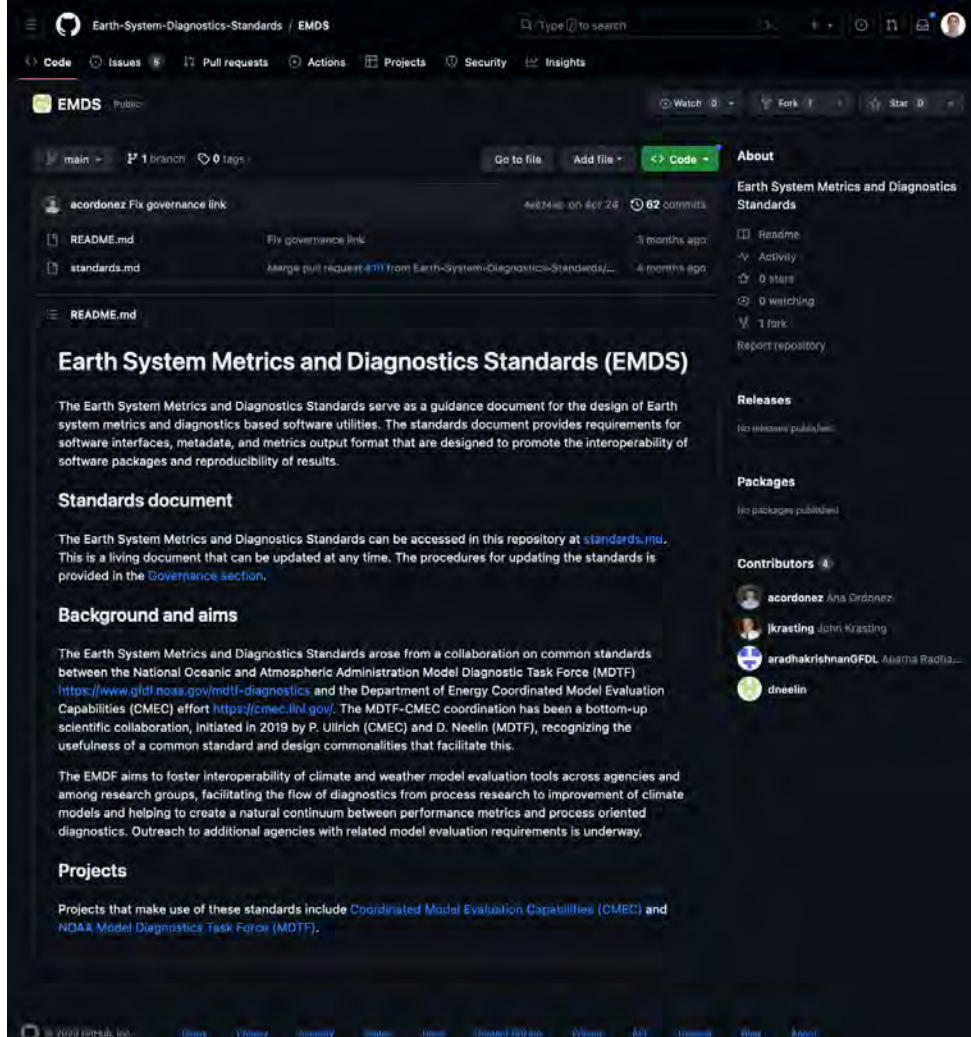 Earth-System-Diagnostics-Standards / EMDS
Type / to search
Code Issues 5 Pull requests Actions Projects Security Insights
EMDS Public
Watch 0 Fork 1 Star 0
main 1 branch 0 tags
Go to file Add file Code
acordonez Fix governance link
on Apr 24 62 commits
README.md Fix governance link 3 months ago
standards.md Merge pull request from Earth-System-Diagnostics-Standards/... 4 months ago
README.md
Earth System Metrics and Diagnostics Standards (EMDS)
The Earth System Metrics and Diagnostics Standards serve as a guidance document for the design of Earth
system metrics and diagnostics based software utilities. The standards document provides requirements for
software interfaces, metadata, and metrics output format that are designed to promote the interoperability of
software packages and reproducibility of results.
Standards document
The Earth System Metrics and Diagnostics Standards can be accessed in this repository at standards.md.
This is a living document that can be updated at any time. The procedures for updating the standards is
provided in the Governance section.
Background and aims
The Earth System Metrics and Diagnostics Standards arose from a collaboration on common standards
between the National Oceanic and Atmospheric Administration Model Diagnostic Task Force (MDTF)
https://www.gfdl.noaa.gov/mdtf-diagnostics and the Department of Energy Coordinated Model Evaluation
Capabilities (CMEC) effort https://cmec.llnl.gov/. The MDTF-CMEC coordination has been a bottom-up
scientific collaboration, initiated in 2019 by P. Ullrich (CMEC) and D. Neelin (MDTF), recognizing the
usefulness of a common standard and design commonalities that facilitate this.
The EMDF aims to foster interoperability of climate and weather model evaluation tools across agencies and
among research groups, facilitating the flow of diagnostics from process research to improvement of climate
models and helping to create a natural continuum between performance metrics and process oriented
diagnostics. Outreach to additional agencies with related model evaluation requirements is underway.
Projects
Projects that make use of these standards include Coordinated Model Evaluation Capabilities (CMEC) and
NOAA Model Diagnostics Task Force (MDTF).
About
Earth System Metrics and Diagnostics
Standards
Readme
Activity
0 stars
0 watching
1 fork
Report repository
Releases
No releases published
Packages
No packages published
Contributors 4
acordonez Ana Ordonez
jkrasting John Krasting
aradhakrishnanGFDL Aparna Radha...
dneelin
© 2023 GitHub, Inc. Terms Privacy Security Status Docs Contact GitHub Pricing API Training Blog About